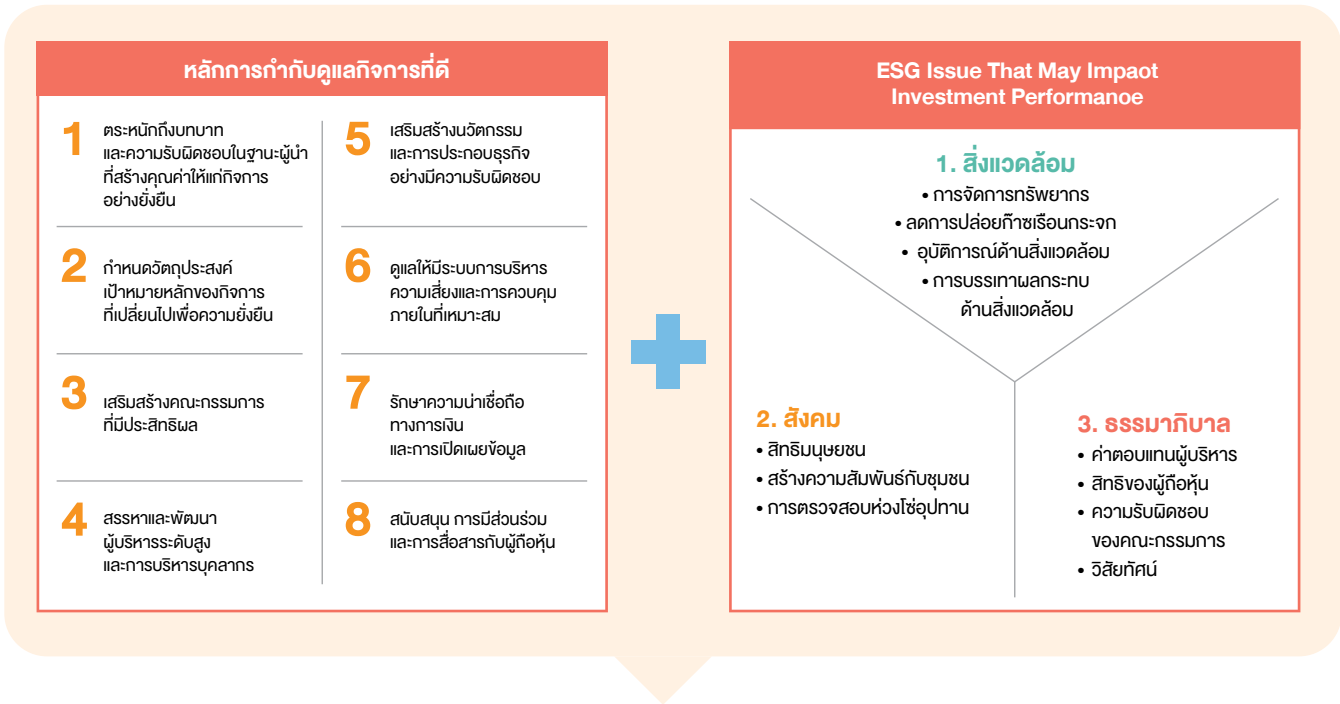 หลักการกำกับดูแลกิจการที่ดี
1
ตระหนักถึงบทบาท
และความรับผิดชอบในฐานะผู้นำ
ที่สร้างคุณค่าให้แก่กิจการ
อย่างยั่งยืน
2
กำหนดวัตถุประสงค์
เป้าหมายหลักของกิจการ
ที่เปลี่ยนไปเพื่อความยั่งยืน
3
เสริมสร้างคณะกรรมการ
ที่มีประสิทธิผล
4
สรรหาและพัฒนา
ผู้บริหารระดับสูง
และการบริหารบุคลากร
5
เสริมสร้างนวัตกรรม
และการประกอบธุรกิจ
อย่างมีความรับผิดชอบ
6
ดูแลให้มีระบบการบริหาร
ความเสี่ยงและการควบคุม
ภายในที่เหมาะสม
7
รักษาความน่าเชื่อถือ
ทางการเงิน
และการเปิดเผยข้อมูล
8
สนับสนุน การมีส่วนร่วม
และการสื่อสารกับผู้ถือหุ้น
ESG Issue That May Impaot
Investment Performanoe
1. สิ่งแวดล้อม
• การจัดการทรัพยากร
• ลดการปล่อยก๊าซเรือนกระจก
• อุบัติการณ์ด้านสิ่งแวดล้อม
• การบรรเทาผลกระทบ
ด้านสิ่งแวดล้อม
2. สังคม
• สิทธิมนุษยชน
• สร้างความสัมพันธ์กับชุมชน
• การตรวจสอบห่วงโซ่อุปทาน
3. ธรรมาภิบาล
• ค่าตอบแทนผู้บริหาร
• สิทธิของผู้ถือหุ้น
• ความรับผิดชอบ
ของคณะกรรมการ
• วิสัยทัศน์